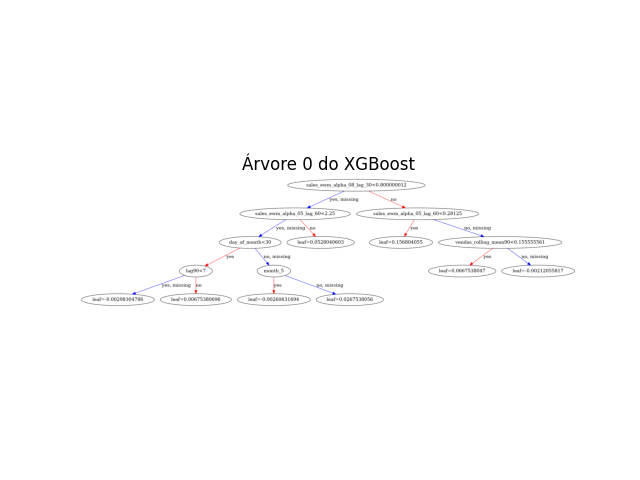 Árvore 0 do XGBoost
sales_ewm_alpha_08_lag_30<0.800000012
yes, missing
no
sales_ewm_alpha_05_lag_60<2.25
sales_ewm_alpha_05_lag_60<0.28125
yes, missing
no
yes
no, missing
day_of_month<30
leaf=0.0528040603
leaf=0.156804055
vendas_rolling_mean90<0.155555561
yes
no, missing
yes
no, missing
lag90<7
month_5
leaf=0.0667538047
leaf=-0.00212055817
yes, missing
no
yes
no, missing
leaf=-0.00298304786
leaf=0.00675380696
leaf=-0.00260631694
leaf=0.0267538056